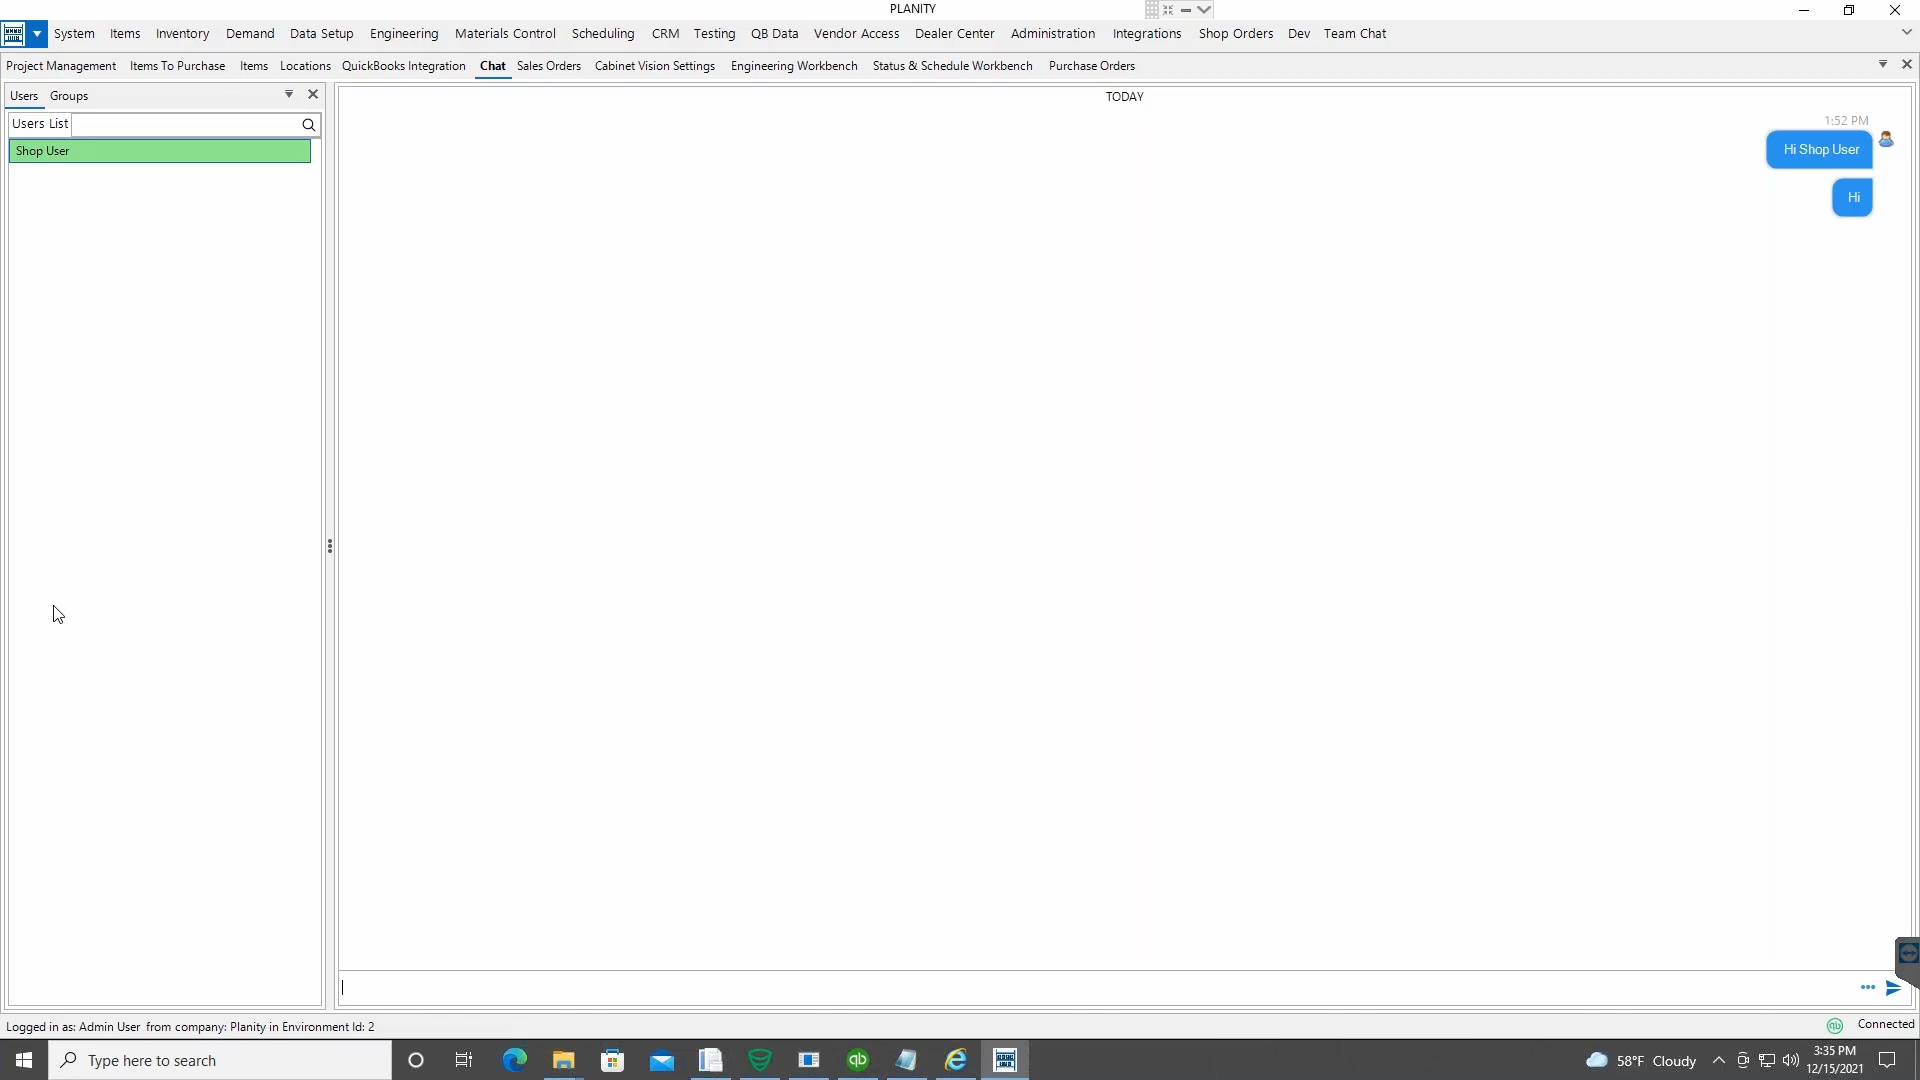 PLANITY
System Items Inventory Demand Data Setup Engineering Materials Control Scheduling CRM Testing QB Data Vendor Access Dealer Center Administration Integrations Shop Orders Dev Team Chat
Project Management Items To Purchase Items Locations QuickBooks Integration Chat Sales Orders Cabinet Vision Settings Engineering Workbench Status & Schedule Workbench Purchase Orders
Users Groups
TODAY
Users List
1:52 PM
Shop User
Hi Shop User
Hi
Logged in as: Admin User from company: Planity in Environment Id: 2
qb Connected
Type here to search
qb
58°F Cloudy
3:35 PM
12/15/2021